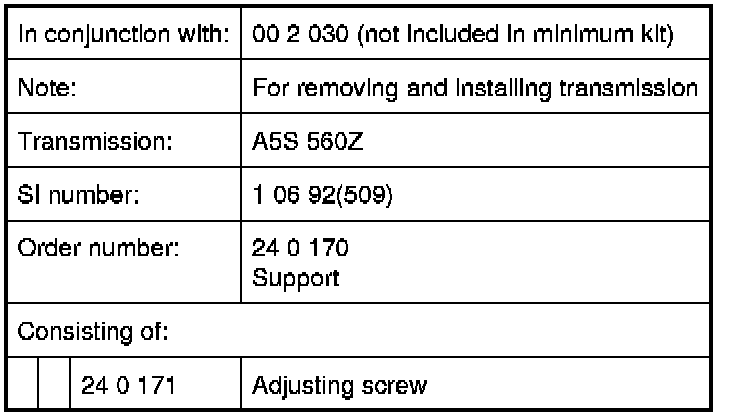 In conjunction with: 00 2 030 (not included in minimum kit)
Note: For removing and installing transmission
Transmission: A5S 560Z
SI number: 1 06 92(509)
Order number: 24 0 170
Support
Consisting of:
24 0 171 Adjusting screw